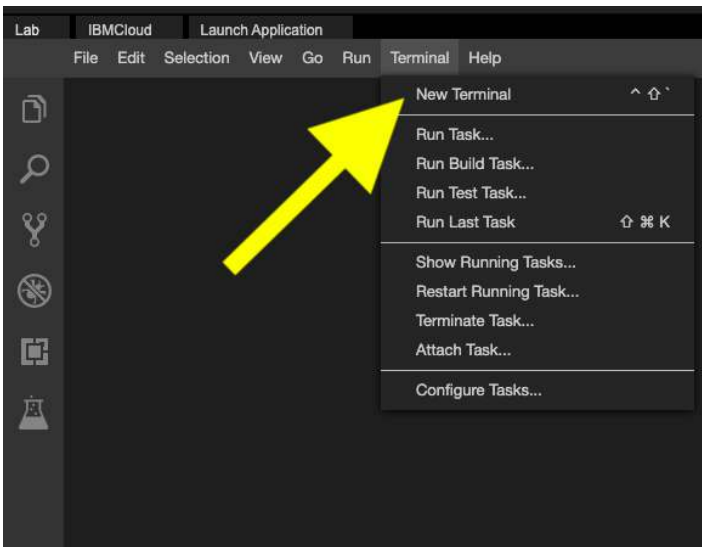 Lab IBMCloud Launch Application
File Edit Selection View Go Run Terminal Help
New Terminal ^ ⇧ `
Run Task...
Run Build Task...
Run Test Task...
Run Last Task ⇧ ⌘ K
Show Running Tasks...
Restart Running Task...
Terminate Task...
Attach Task...
Configure Tasks...